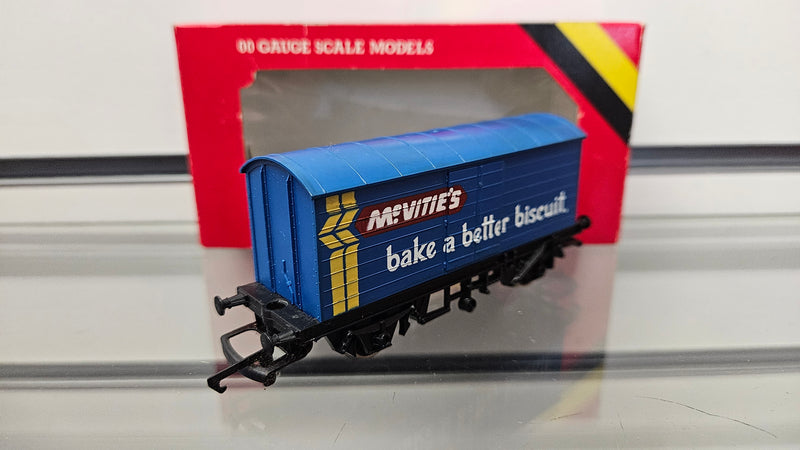 00 GAUGE SCALE MODELS
McVITIE'S
bake a better biscuit.